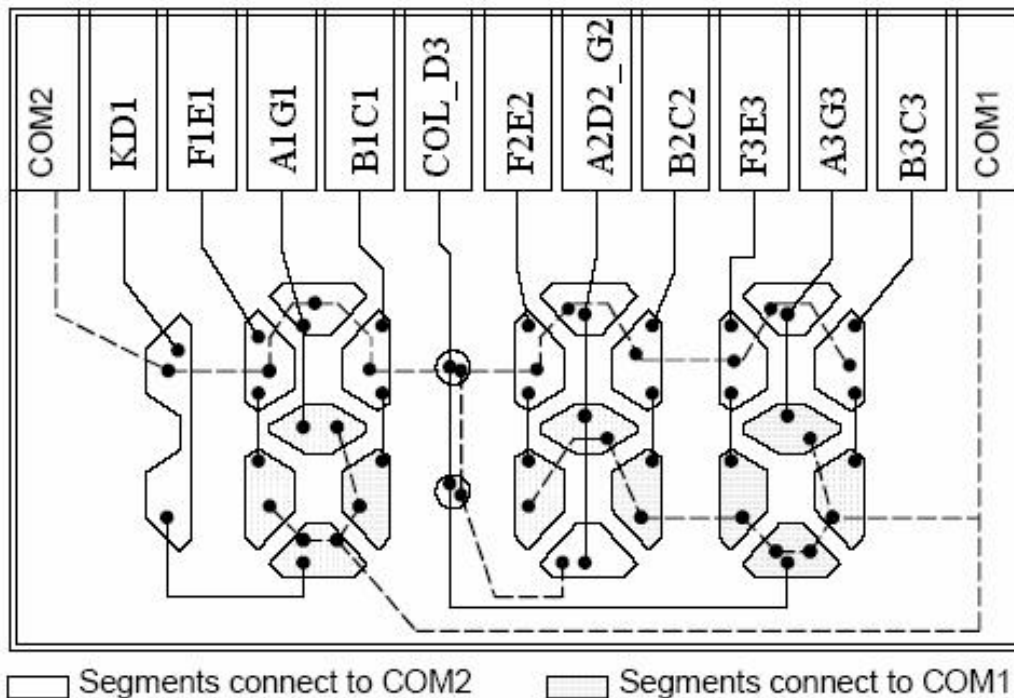 COM2
KD1
F1E1
A1G1
B1C1
COL_D3
F2E2
A2D2_G2
B2C2
F3E3
A3G3
B3C3
COM1
Segments connect to COM2
Segments connect to COM1